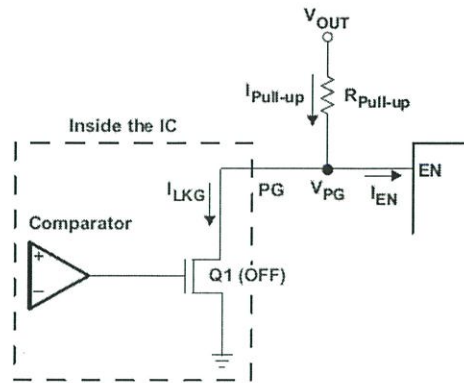 VOUT
IPull-up
RPull-up
Inside the IC
ILKG
PG
VPG
IEN
EN
Comparator
+
−
Q1 (OFF)